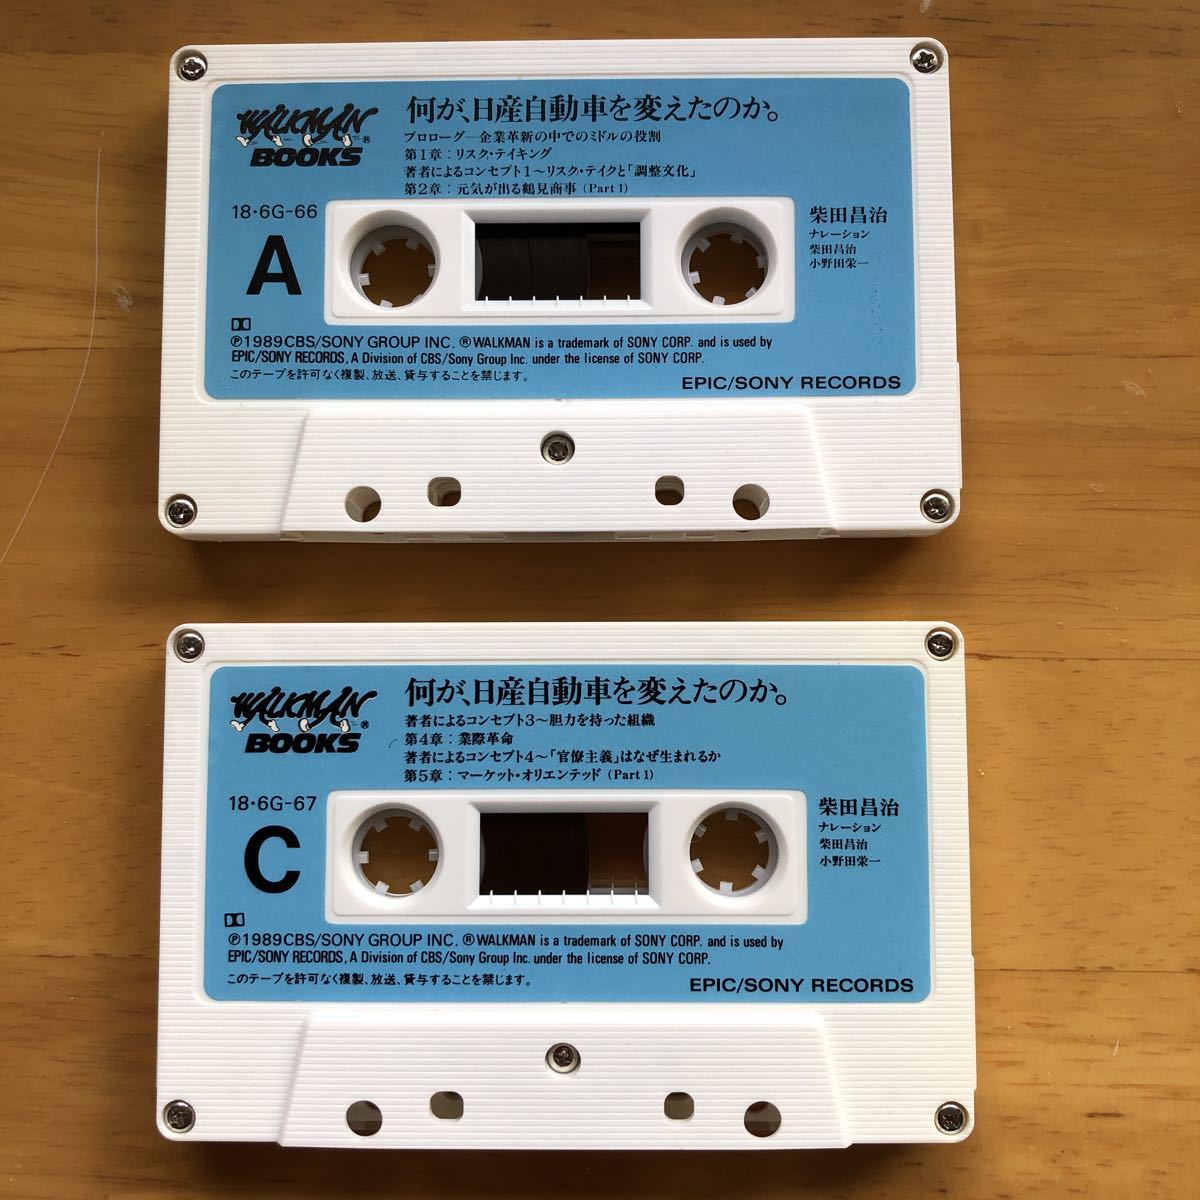 WALKMAN®
BOOKS
何が、日産自動車を変えたのか。
プロローグ—企業革新の中でのミドルの役割
第1章：リスク・テイキング
著者によるコンセプト1〜リスク・テイクと「調整文化」
第2章：元気が出る鶴見商事（Part 1）
18・6G-66
A
柴田昌治
ナレーション
柴田昌治
小野田栄一
℗1989CBS/SONY GROUP INC. ®WALKMAN is a trademark of SONY CORP. and is used by
EPIC/SONY RECORDS, A Division of CBS/Sony Group Inc. under the license of SONY CORP.
このテープを許可なく複製、放送、貸与することを禁じます。
EPIC/SONY RECORDS
WALKMAN®
BOOKS
何が、日産自動車を変えたのか。
著者によるコンセプト3〜胆力を持った組織
第4章：業際革命
著者によるコンセプト4〜「官僚主義」はなぜ生まれるか
第5章：マーケット・オリエンテッド（Part 1）
18・6G-67
C
柴田昌治
ナレーション
柴田昌治
小野田栄一
℗1989CBS/SONY GROUP INC. ®WALKMAN is a trademark of SONY CORP. and is used by
EPIC/SONY RECORDS, A Division of CBS/Sony Group Inc. under the license of SONY CORP.
このテープを許可なく複製、放送、貸与することを禁じます。
EPIC/SONY RECORDS